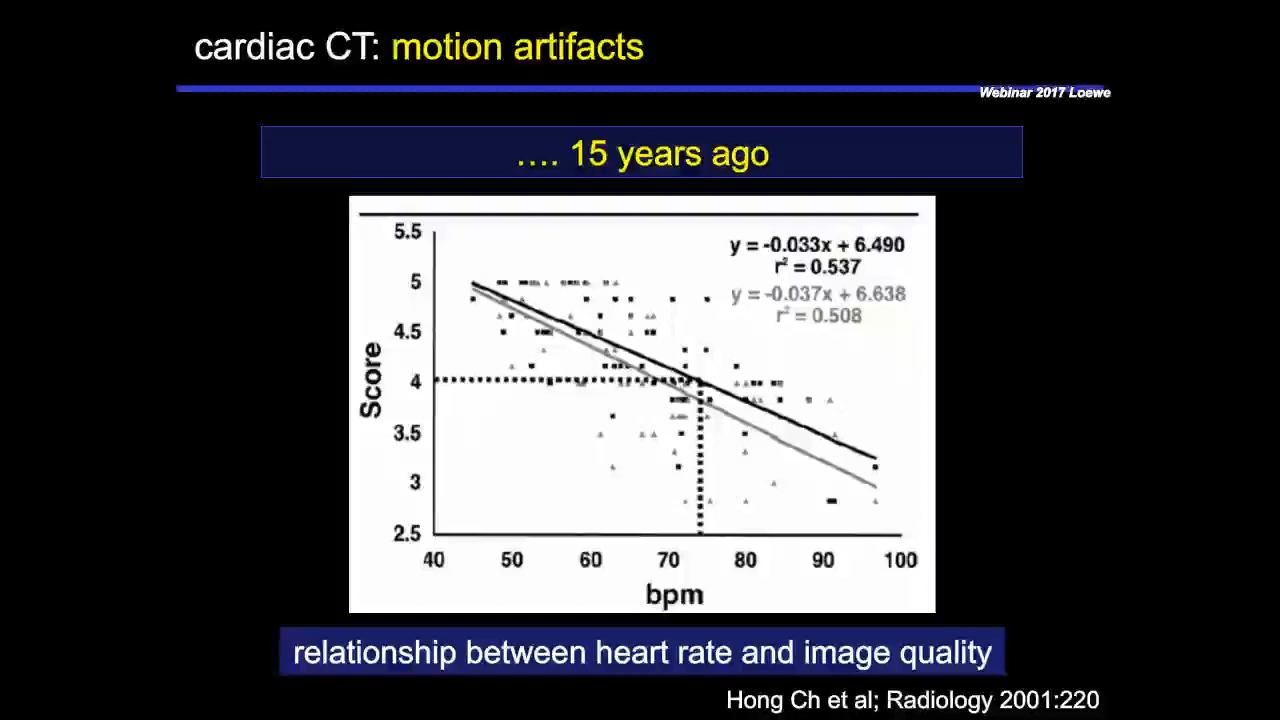 cardiac CT: motion artifacts
Webinar 2017 Loewe
.... 15 years ago
y = -0.033x + 6.490
r² = 0.537
y = -0.037x + 6.638
r² = 0.508
5.5
5
4.5
4
3.5
3
2.5
Score
40 50 60 70 80 90 100
bpm
relationship between heart rate and image quality
Hong Ch et al; Radiology 2001:220